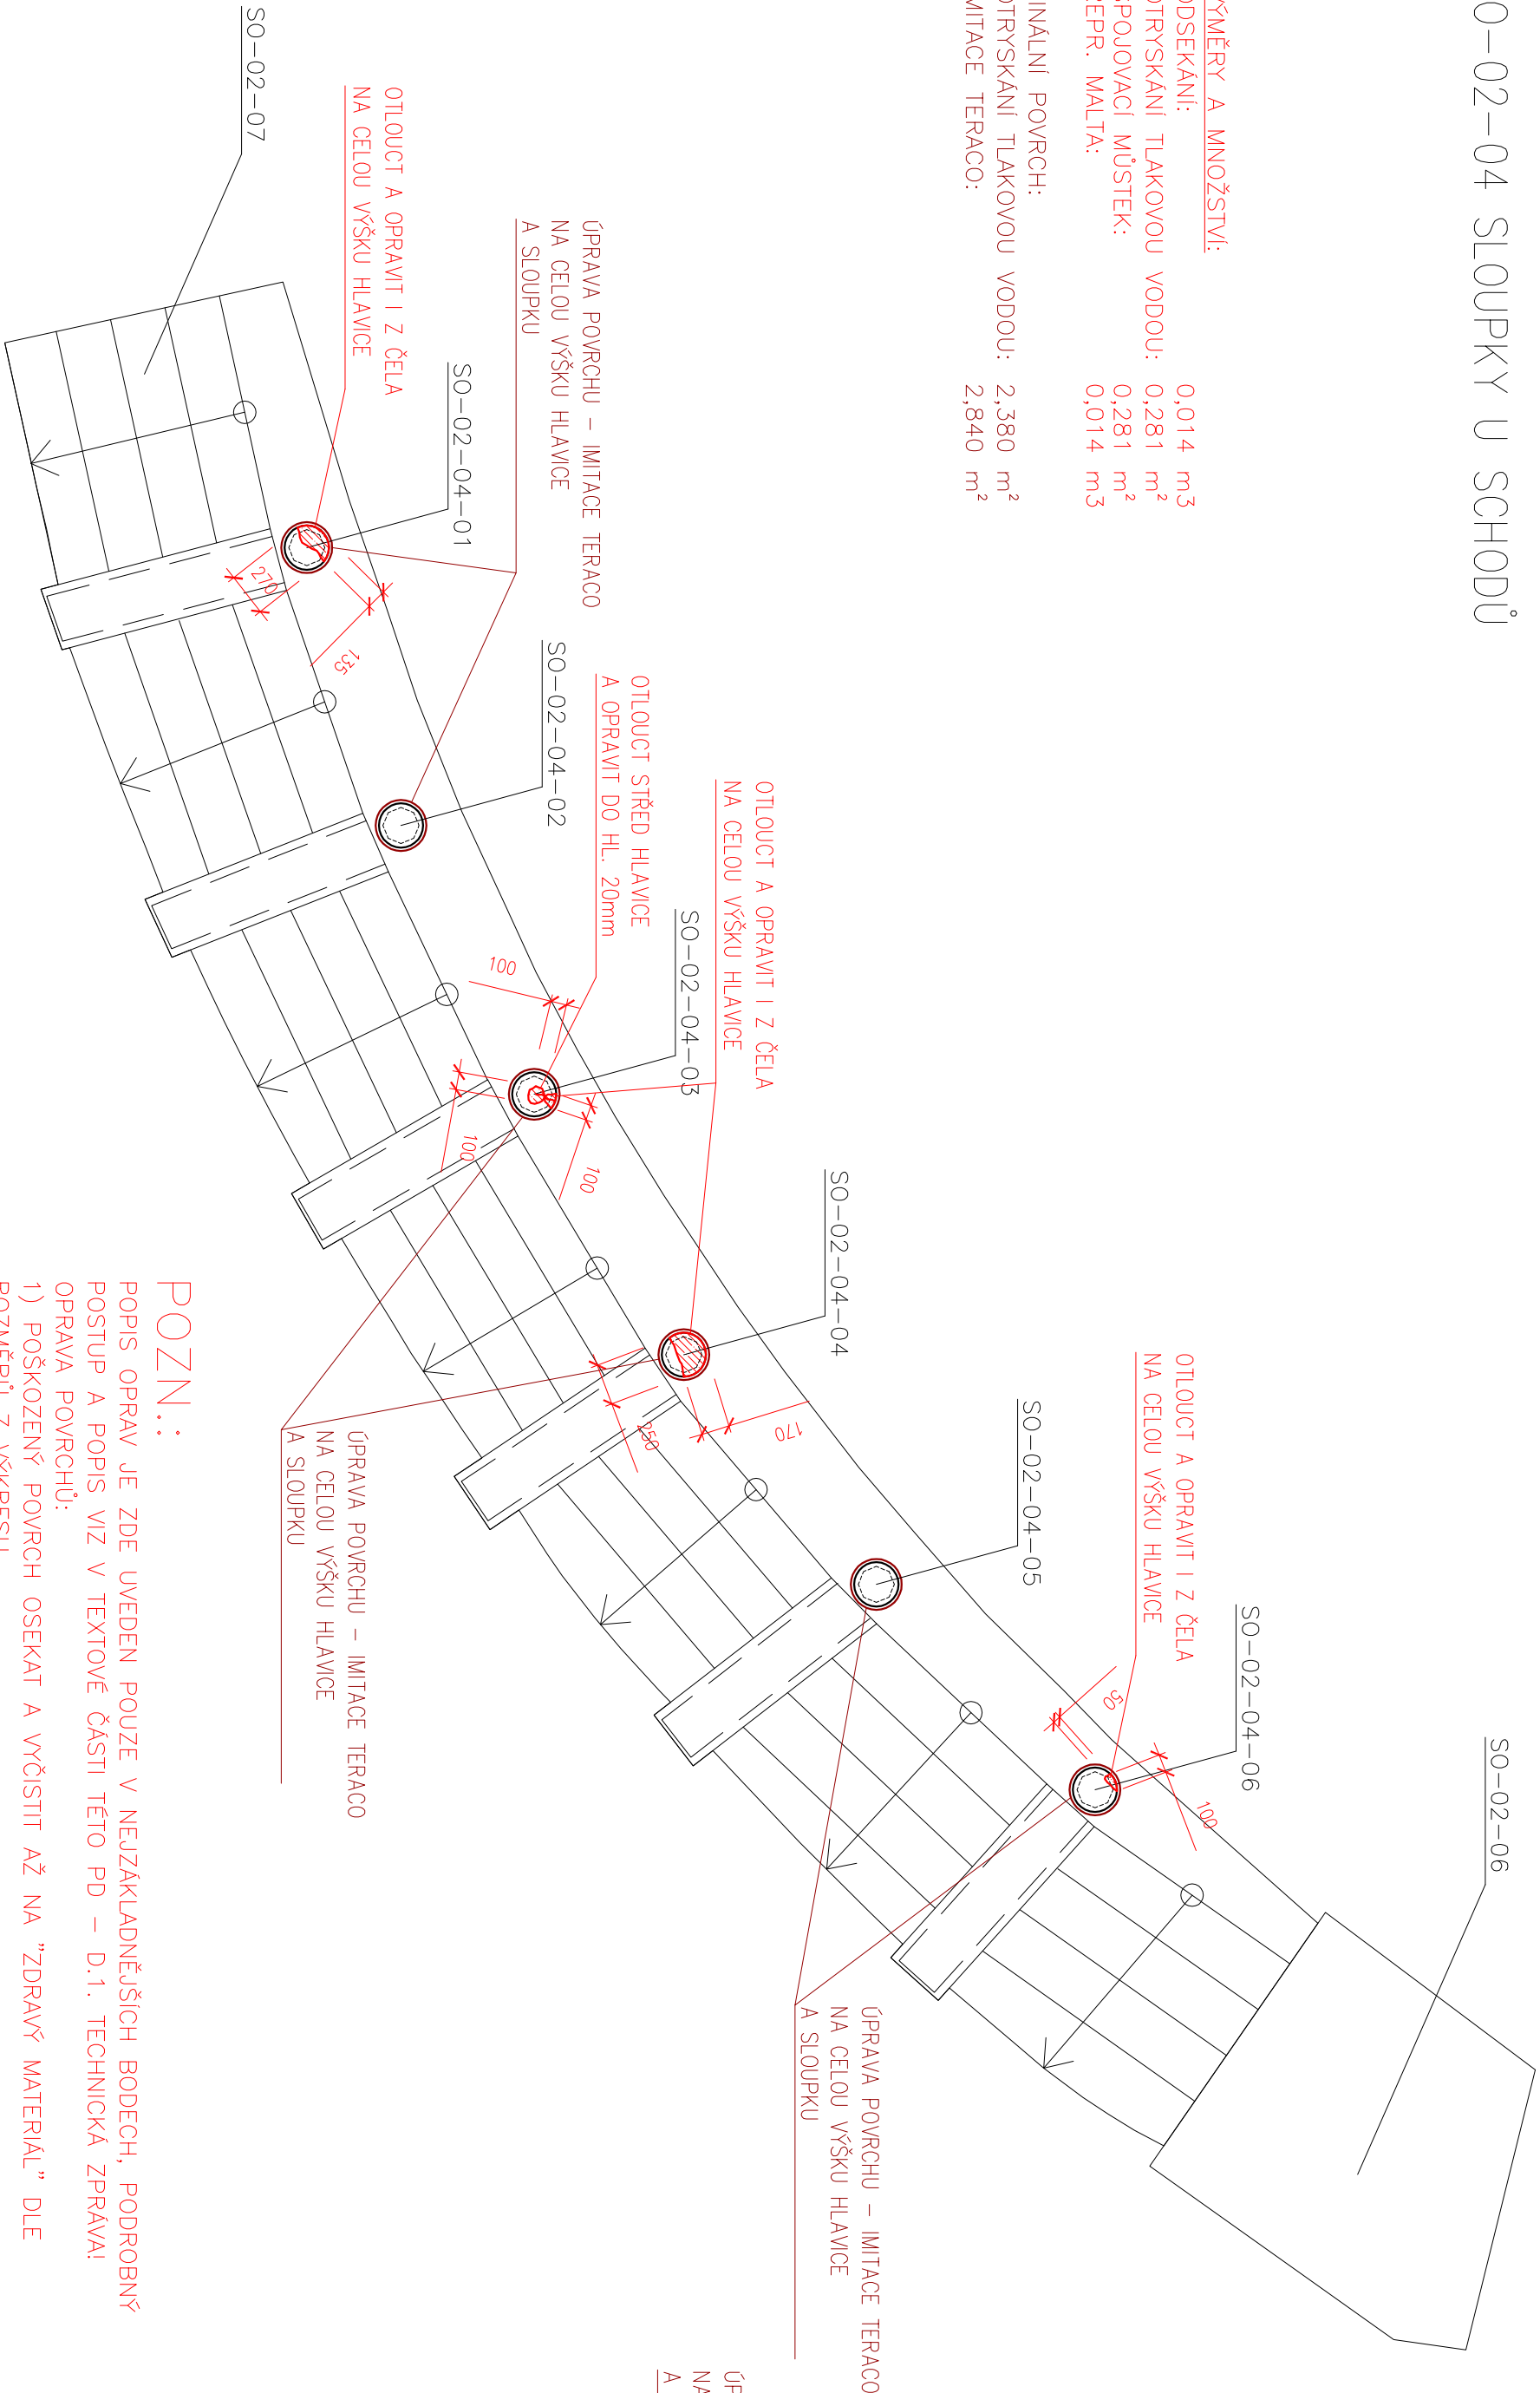 0-02-04 SLOUPKY U SCHODŮ
ÝMĚRY A MNOŽSTVÍ:
ODSEKÁNÍ: 0,014 m3
OTRYSKÁNÍ TLAKOVOU VODOU: 0,281 m²
SPOJOVACÍ MŮSTEK: 0,281 m²
REPR. MALTA: 0,014 m3
INÁLNÍ POVRCH:
OTRYSKÁNÍ TLAKOVOU VODOU: 2,380 m²
MITACE TERACO: 2,840 m²
SO-02-07
OTLOUCT A OPRAVIT I Z ČELA
NA CELOU VÝŠKU HLAVICE
ÚPRAVA POVRCHU - IMITACE TERACO
NA CELOU VÝŠKU HLAVICE
A SLOUPKU
SO-02-04-01
270
135
SO-02-04-02
OTLOUCT STŘED HLAVICE
A OPRAVIT DO HL. 20mm
OTLOUCT A OPRAVIT I Z ČELA
NA CELOU VÝŠKU HLAVICE
SO-02-04-03
100
100
100
SO-02-04-04
250
170
SO-02-04-05
OTLOUCT A OPRAVIT I Z ČELA
NA CELOU VÝŠKU HLAVICE
SO-02-04-06
50
100
SO-02-06
ÚPRAVA POVRCHU - IMITACE TERACO
NA CELOU VÝŠKU HLAVICE
A SLOUPKU
ÚPRAVA POVRCHU - IMITACE TERACO
NA CELOU VÝŠKU HLAVICE
A SLOUPKU
POZN.:
POPIS OPRAV JE ZDE UVEDEN POUZE V NEJZÁKLADNĚJŠÍCH BODECH, PODROBNÝ
POSTUP A POPIS VIZ V TEXTOVÉ ČÁSTI TÉTO PD - D.1. TECHNICKÁ ZPRÁVA!
OPRAVA POVRCHŮ:
1) POŠKOZENÝ POVRCH OSEKAT A VYČISTIT AŽ NA "ZDRAVÝ MATERIÁL" DLE
ROZMĚRŮ Z VÝKRESU
NA
A